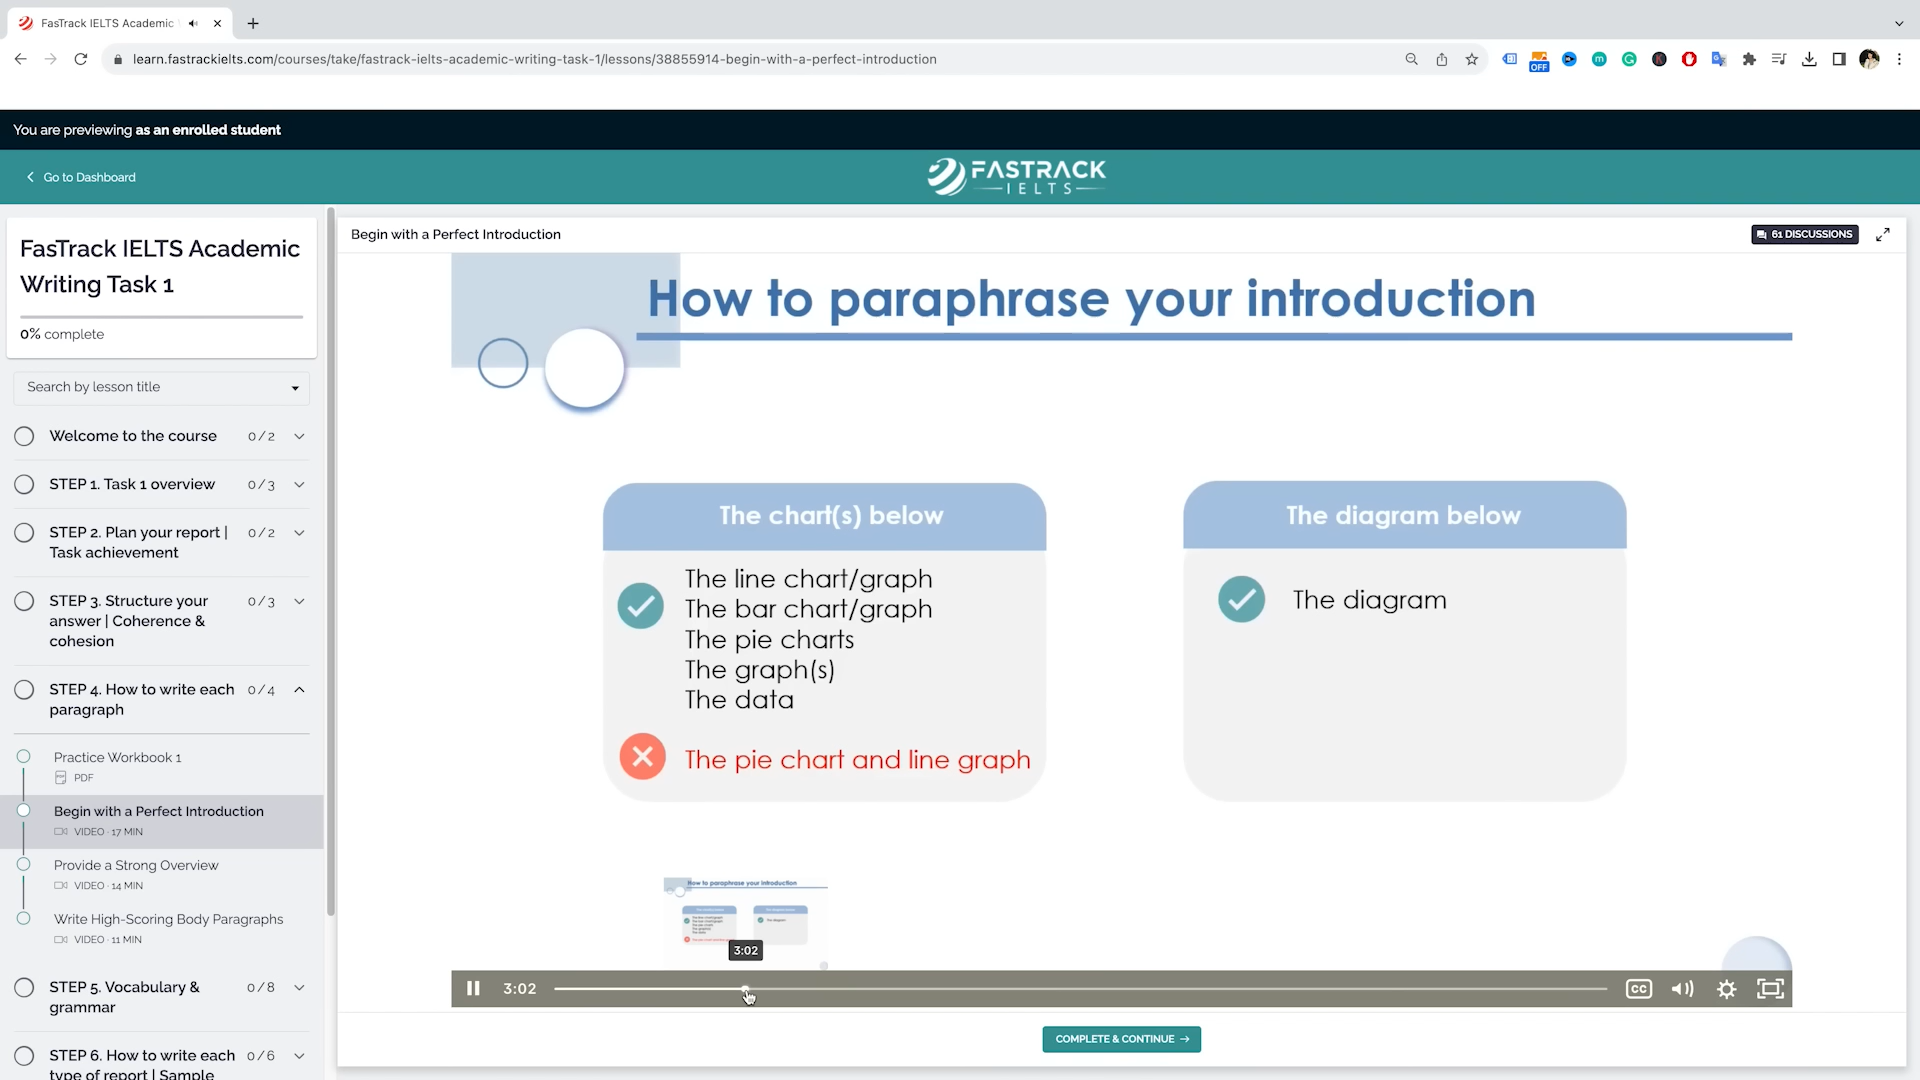 FasTrack IELTS Academic
learn.fastrackielts.com/courses/take/fastrack-ielts-academic-writing-task-1/lessons/38855914-begin-with-a-perfect-introduction
OFF
You are previewing as an enrolled student
Go to Dashboard
FASTRACK
IELTS
FasTrack IELTS Academic
Writing Task 1
0% complete
Search by lesson title
Welcome to the course 0 / 2
STEP 1. Task 1 overview 0 / 3
STEP 2. Plan your report | 0 / 2
Task achievement
STEP 3. Structure your 0 / 3
answer | Coherence &
cohesion
STEP 4. How to write each 0 / 4
paragraph
Practice Workbook 1
PDF
Begin with a Perfect Introduction
VIDEO · 17 MIN
Provide a Strong Overview
VIDEO · 14 MIN
Write High-Scoring Body Paragraphs
VIDEO · 11 MIN
STEP 5. Vocabulary & 0 / 8
grammar
STEP 6. How to write each 0 / 6
type of report | Sample
Begin with a Perfect Introduction
61 DISCUSSIONS
How to paraphrase your introduction
The chart(s) below
The line chart/graph
The bar chart/graph
The pie charts
The graph(s)
The data
The pie chart and line graph
The diagram below
The diagram
How to paraphrase your introduction
3:02
3:02
CC
COMPLETE & CONTINUE →